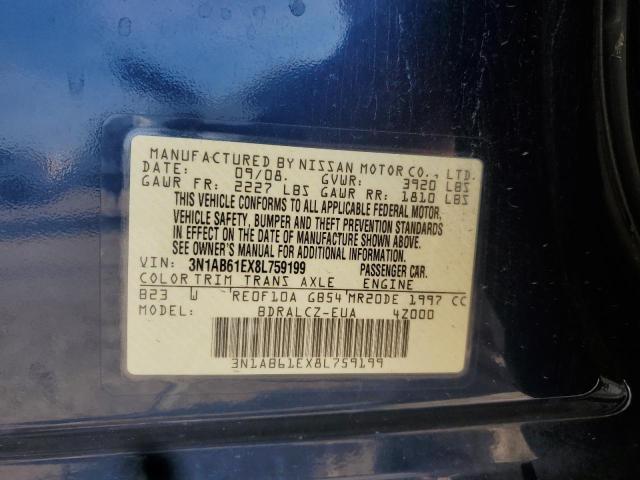 MANUFACTURED BY NISSAN MOTOR CO., LTD.
DATE: 09/08. GVWR: 3920 LBS
GAWR FR: 2227 LBS GAWR RR: 1810 LBS
THIS VEHICLE CONFORMS TO ALL APPLICABLE FEDERAL MOTOR.
VEHICLE SAFETY, BUMPER AND THEFT PREVENTION STANDARDS
IN EFFECT ON THE DATE OF MANUFACTURE SHOWN ABOVE.
SEE OWNER'S MANUAL FOR ADDITIONAL INFORMATION.
VIN: 3N1AB61EX8L759199 PASSENGER CAR.
COLOR TRIM TRANS AXLE ENGINE
B23 W RE0F10A GB54 MR20DE 1997 CC
MODEL: BDRALCZ-EUA 4Z000
3N1AB61EX8L759199